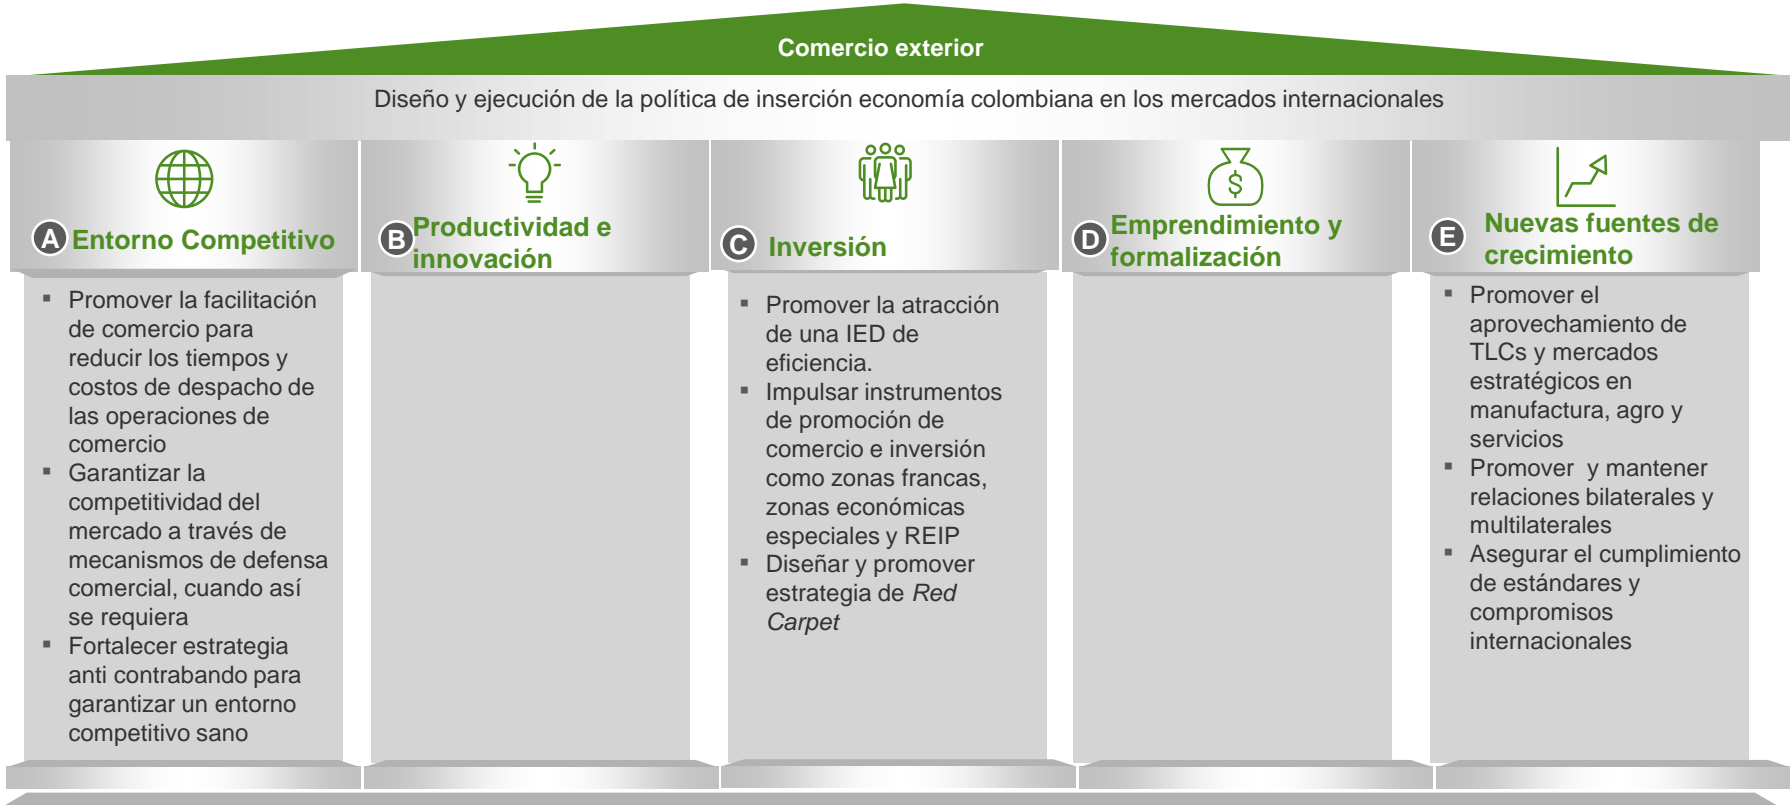 Comercio exterior
Diseño y ejecución de la política de inserción economía colombiana en los mercados internacionales
A Entorno Competitivo
▪ Promover la facilitación
de comercio para
reducir los tiempos y
costos de despacho de
las operaciones de
comercio
▪ Garantizar la
competitividad del
mercado a través de
mecanismos de defensa
comercial, cuando así
se requiera
▪ Fortalecer estrategia
anti contrabando para
garantizar un entorno
competitivo sano
B Productividad e
innovación
C Inversión
▪ Promover la atracción
de una IED de
eficiencia.
▪ Impulsar instrumentos
de promoción de
comercio e inversión
como zonas francas,
zonas económicas
especiales y REIP
▪ Diseñar y promover
estrategia de Red
Carpet
$
D Emprendimiento y
formalización
E Nuevas fuentes de
crecimiento
▪ Promover el
aprovechamiento de
TLCs y mercados
estratégicos en
manufactura, agro y
servicios
▪ Promover y mantener
relaciones bilaterales y
multilaterales
▪ Asegurar el cumplimiento
de estándares y
compromisos
internacionales